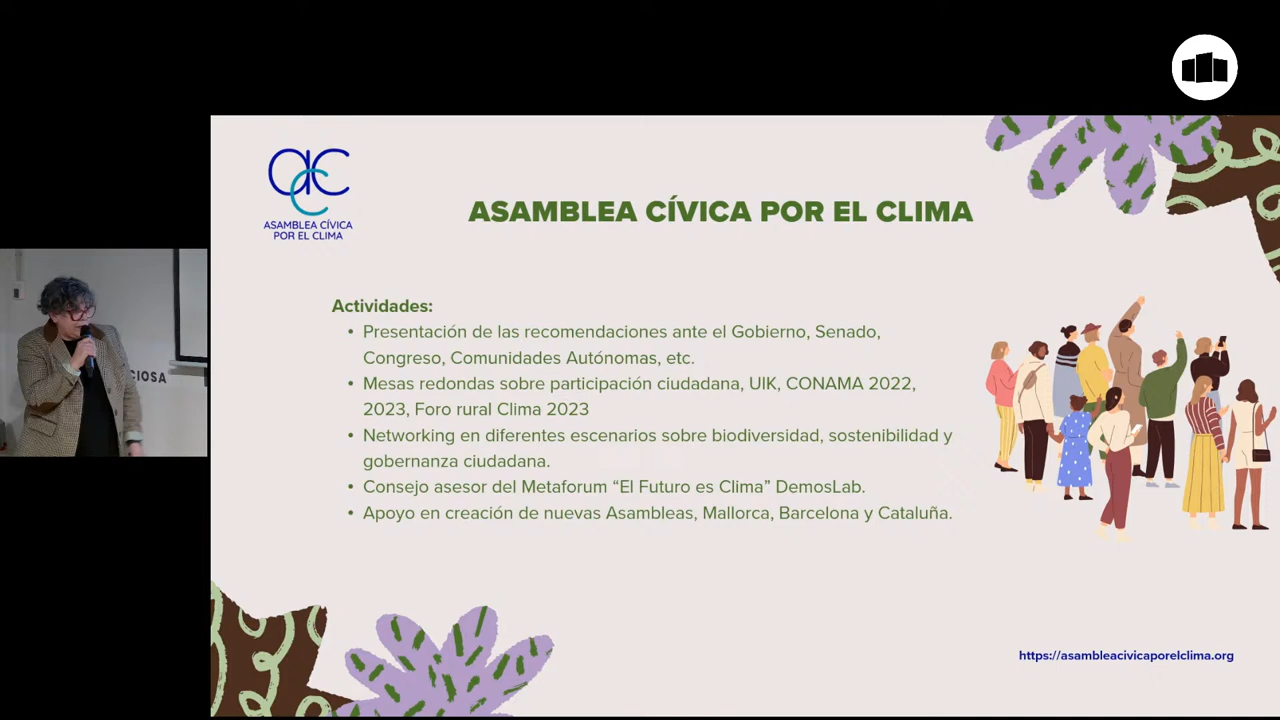 ASAMBLEA CÍVICA
POR EL CLIMA
ASAMBLEA CÍVICA POR EL CLIMA
Actividades:
• Presentación de las recomendaciones ante el Gobierno, Senado,
Congreso, Comunidades Autónomas, etc.
• Mesas redondas sobre participación ciudadana, UIK, CONAMA 2022,
2023, Foro rural Clima 2023
• Networking en diferentes escenarios sobre biodiversidad, sostenibilidad y
gobernanza ciudadana.
• Consejo asesor del Metaforum “El Futuro es Clima” DemosLab.
• Apoyo en creación de nuevas Asambleas, Mallorca, Barcelona y Cataluña.
https://asambleacivicaporelclima.org